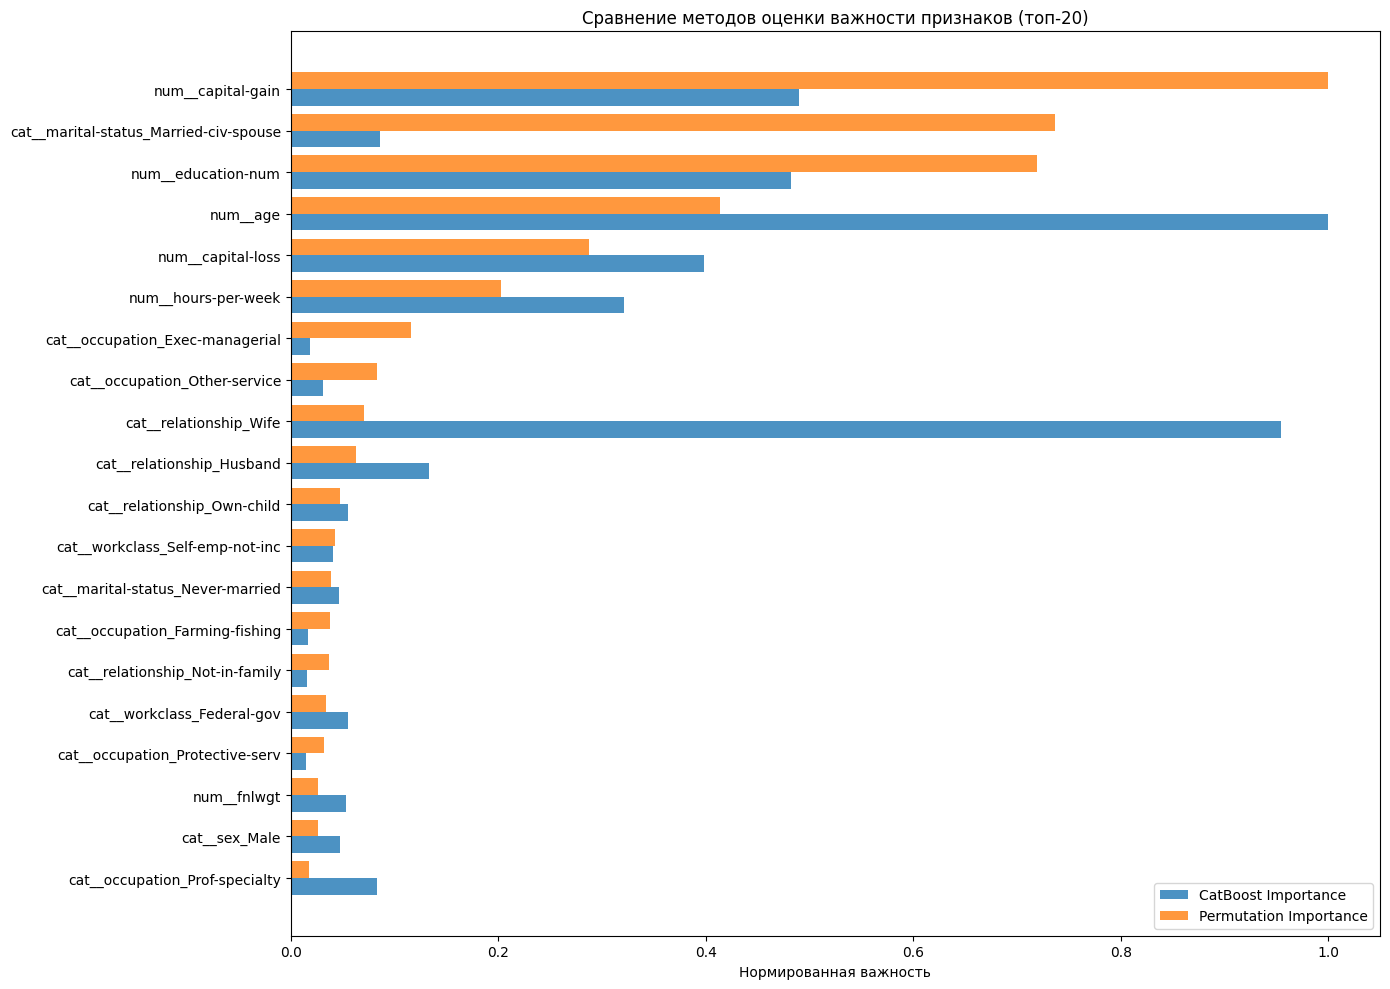 Сравнение методов оценки важности признаков (топ-20)
num__capital-gain
cat__marital-status_Married-civ-spouse
num__education-num
num__age
num__capital-loss
num__hours-per-week
cat__occupation_Exec-managerial
cat__occupation_Other-service
cat__relationship_Wife
cat__relationship_Husband
cat__relationship_Own-child
cat__workclass_Self-emp-not-inc
cat__marital-status_Never-married
cat__occupation_Farming-fishing
cat__relationship_Not-in-family
cat__workclass_Federal-gov
cat__occupation_Protective-serv
num__fnlwgt
cat__sex_Male
cat__occupation_Prof-specialty
CatBoost Importance
Permutation Importance
0.0 0.2 0.4 0.6 0.8 1.0
Нормированная важность